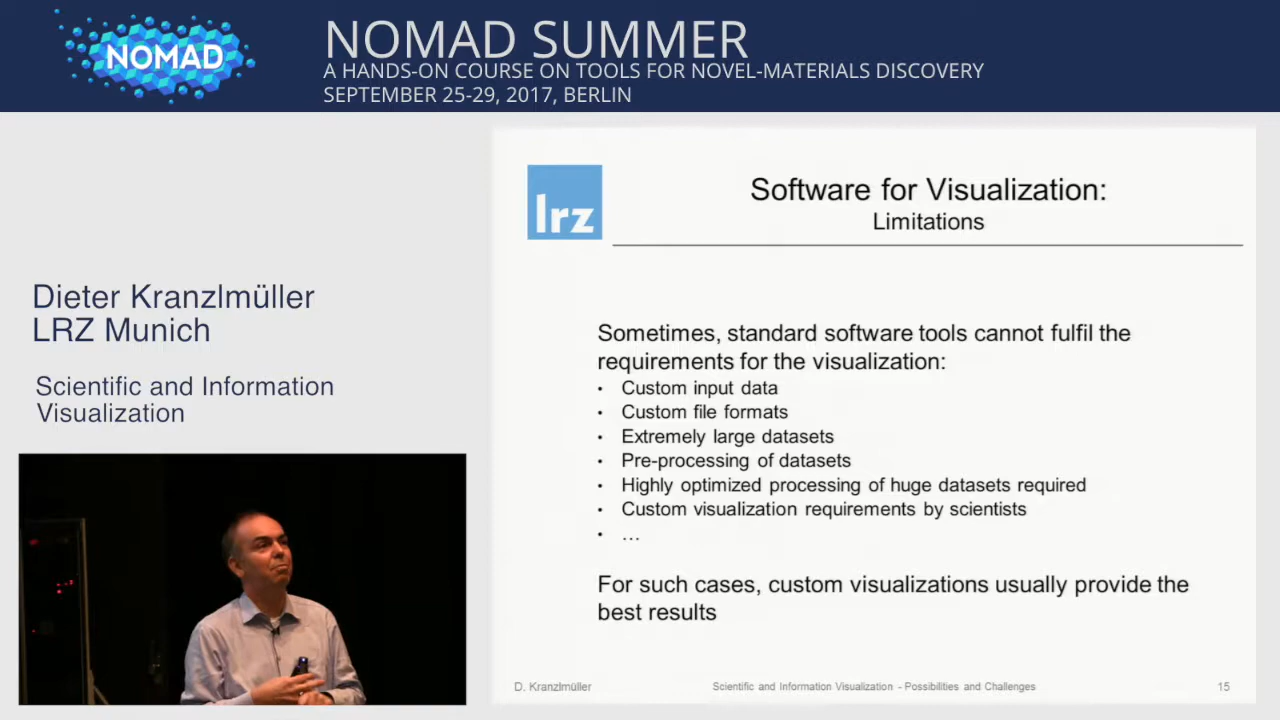 NOMAD
NOMAD SUMMER
A HANDS-ON COURSE ON TOOLS FOR NOVEL-MATERIALS DISCOVERY
SEPTEMBER 25-29, 2017, BERLIN
Dieter Kranzlmüller
LRZ Munich
Scientific and Information
Visualization
lrz
Software for Visualization:
Limitations
Sometimes, standard software tools cannot fulfil the
requirements for the visualization:
• Custom input data
• Custom file formats
• Extremely large datasets
• Pre-processing of datasets
• Highly optimized processing of huge datasets required
• Custom visualization requirements by scientists
• …
For such cases, custom visualizations usually provide the
best results
D. Kranzlmüller
Scientific and Information Visualization - Possibilities and Challenges
15